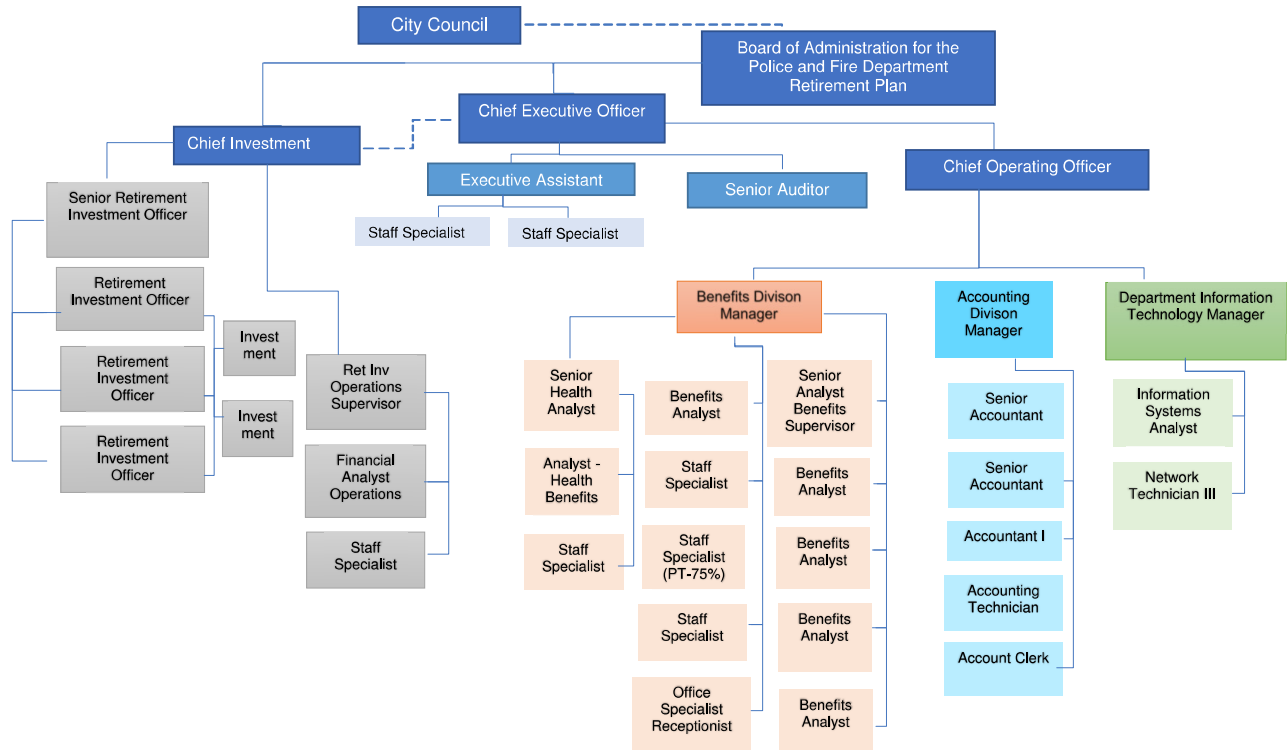 City Council
Board of Administration for the
Police and Fire Department
Retirement Plan
Chief Executive Officer
Chief Investment
Chief Operating Officer
Executive Assistant
Senior Auditor
Staff Specialist
Staff Specialist
Senior Retirement
Investment Officer
Retirement
Investment Officer
Retirement
Investment
Officer
Retirement
Investment
Officer
Invest
ment
Invest
ment
Ret Inv
Operations
Supervisor
Financial
Analyst
Operations
Staff
Specialist
Benefits Divison
Manager
Senior
Health
Analyst
Analyst -
Health
Benefits
Staff
Specialist
Benefits
Analyst
Staff
Specialist
Staff
Specialist
(PT-75%)
Staff
Specialist
Office
Specialist
Receptionist
Senior
Analyst
Benefits
Supervisor
Benefits
Analyst
Benefits
Analyst
Benefits
Analyst
Benefits
Analyst
Accounting
Divison
Manager
Senior
Accountant
Senior
Accountant
Accountant I
Accounting
Technician
Account Clerk
Department Information
Technology Manager
Information
Systems
Analyst
Network
Technician III